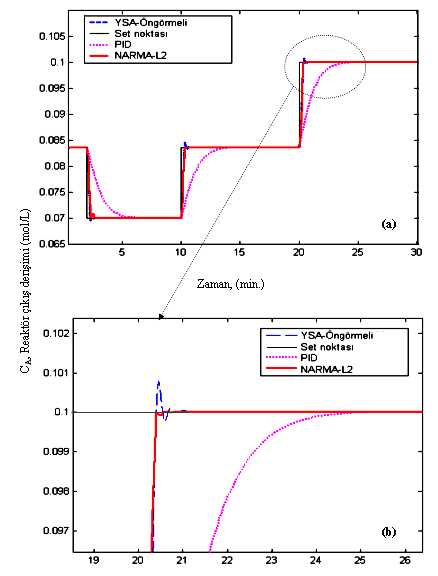 0.105
0.1
0.095
0.09
0.085
0.08
0.075
0.07
0.065
YSA-Öngörmeli
Set noktası
PID
NARMA-L2
(a)
5 10 15 20 25 30
Zaman, (min.)
C_A, Reaktör çıkış derişimi (mol/L)
0.102
0.101
0.1
0.099
0.098
0.097
YSA-Öngörmeli
Set noktası
PID
NARMA-L2
(b)
19 20 21 22 23 24 25 26